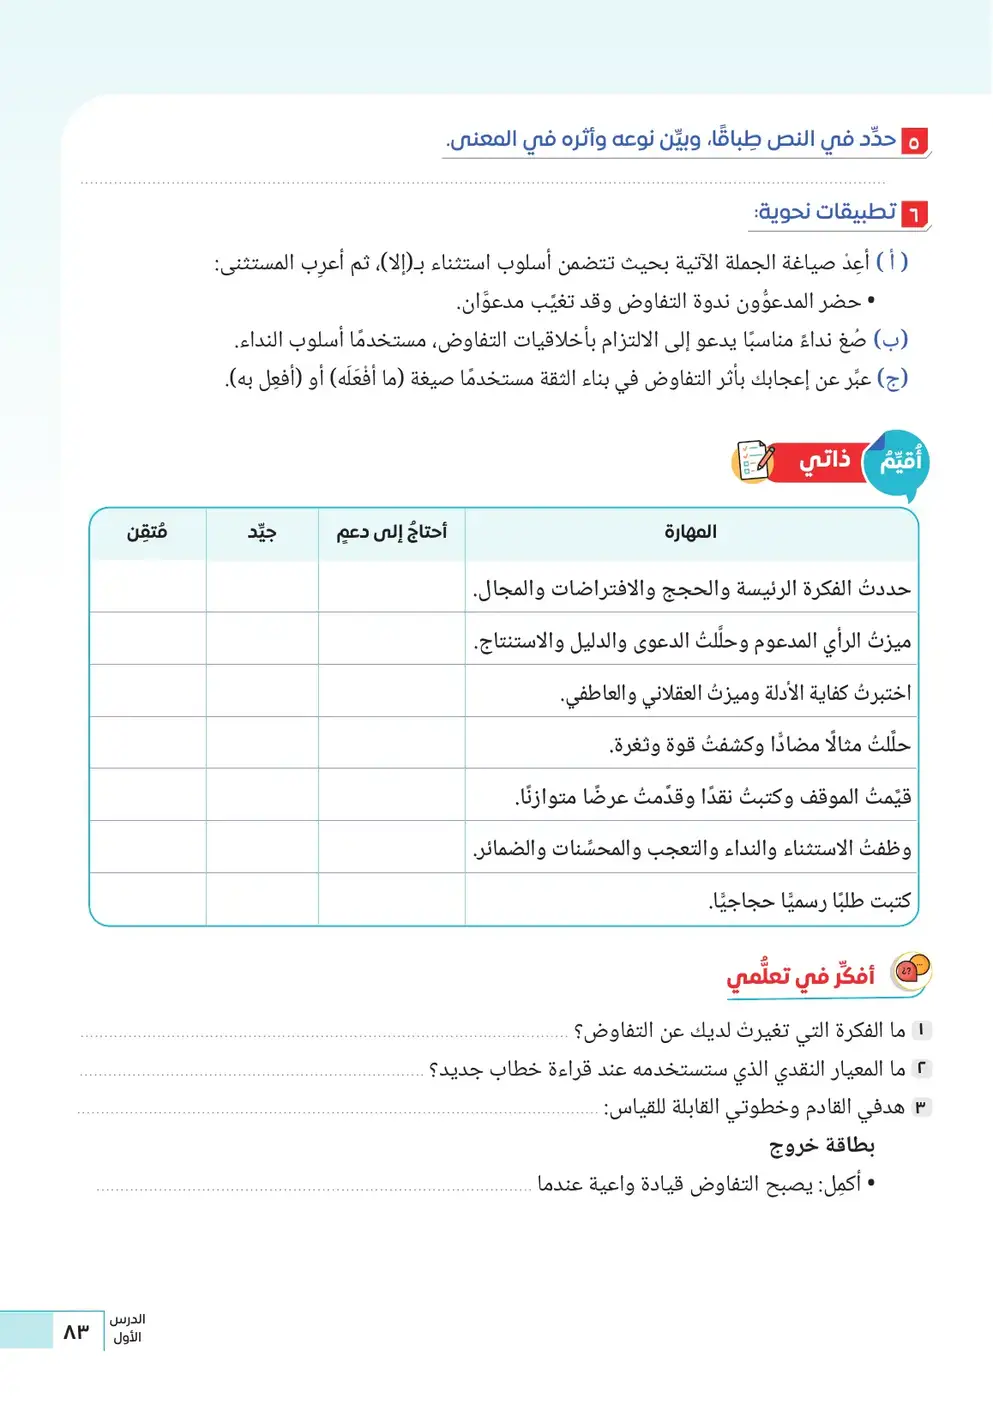 ٥ حدِّد في النص طِباقًا، وبيِّن نوعه وأثره في المعنى.
٦ تطبيقات نحوية:
(أ) أعِدْ صياغة الجملة الآتية بحيث تتضمن أسلوب استثناء بـ(إلا)، ثم أعرِب المستثنى:
• حضر المدعوُّون ندوة التفاوض وقد تغيَّب مدعوَّان.
(ب) صُغ نداءً مناسبًا يدعو إلى الالتزام بأخلاقيات التفاوض، مستخدمًا أسلوب النداء.
(ج) عبَّر عن إعجابك بأثر التفاوض في بناء الثقة مستخدمًا صيغة (ما أفْعَلَه) أو (أفعِل به).
أُقيِّمُ ذاتي
المهارة أحتاجُ إلى دعمٍ جيِّد مُتقِن
حددتُ الفكرة الرئيسة والحجج والافتراضات والمجال.
ميزتُ الرأي المدعوم وحلَّلتُ الدعوى والدليل والاستنتاج.
اختبرتُ كفاية الأدلة وميزتُ العقلاني والعاطفي.
حلَّلتُ مثالًا مضادًّا وكشفتُ قوة وثغرة.
قيَّمتُ الموقف وكتبتُ نقدًا وقدَّمتُ عرضًا متوازنًا.
وظفتُ الاستثناء والنداء والتعجب والمحسِّنات والضمائر.
كتبت طلبًا رسميًّا حجاجيًّا.
أفكِّر في تعلُّمي
١ ما الفكرة التي تغيرتْ لديك عن التفاوض؟
٢ ما المعيار النقدي الذي ستستخدمه عند قراءة خطاب جديد؟
٣ هدفي القادم وخطوتي القابلة للقياس:
بطاقة خروج
• أكمِل: يصبح التفاوض قيادة واعية عندما
الدرس
الأول
٨٣